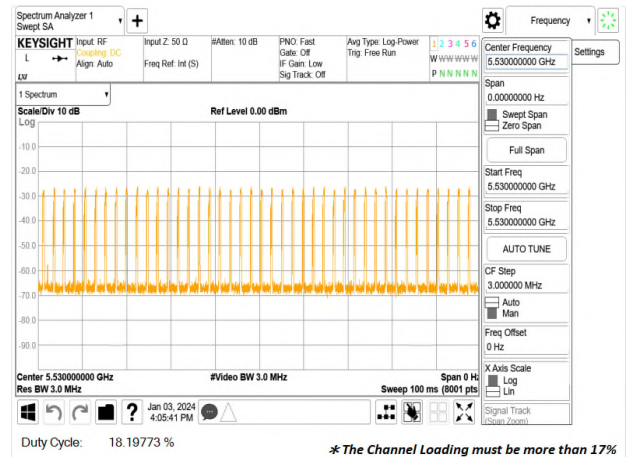 Spectrum Analyzer 1
Swept SA
+
Frequency
KEYSIGHT
Input: RF
Coupling: DC
Align: Auto
Input Z: 50 Ω
Freq Ref: Int (S)
#Atten: 10 dB
PNO: Fast
Gate: Off
IF Gain: Low
Sig Track: Off
Avg Type: Log-Power
Trig: Free Run
1 2 3 4 5 6
W W W W W W
P N N N N N
L
LXI
Center Frequency
5.530000000 GHz
Settings
Span
0.00000000 Hz
Swept Span
Zero Span
Full Span
Start Freq
5.530000000 GHz
Stop Freq
5.530000000 GHz
AUTO TUNE
CF Step
3.000000 MHz
Auto
Man
Freq Offset
0 Hz
X Axis Scale
Log
Lin
Signal Track
(Span Zoom)
1 Spectrum
Scale/Div 10 dB
Ref Level 0.00 dBm
Log
-10.0
-20.0
-30.0
-40.0
-50.0
-60.0
-70.0
-80.0
-90.0
Center 5.530000000 GHz
#Video BW 3.0 MHz
Span 0 Hz
Res BW 3.0 MHz
Sweep 100 ms (8001 pts
?
Jan 03, 2024
4:05:41 PM
Duty Cycle: 18.19773 %
* The Channel Loading must be more than 17%